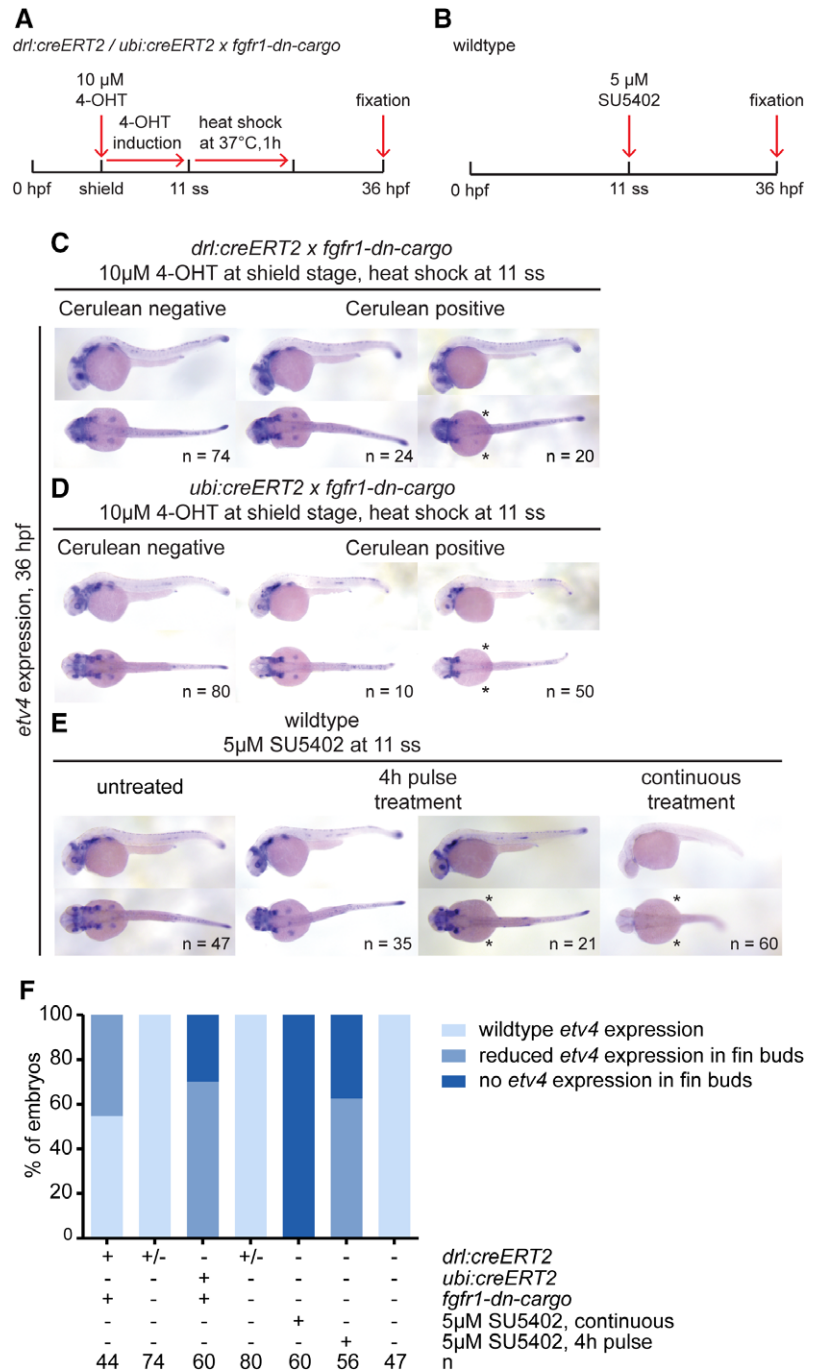 A
drl:creERT2 / ubi:creERT2 x fgfr1-dn-cargo
10 µM
4-OHT
4-OHT
induction
heat shock
at 37°C,1h
fixation
0 hpf
shield
11 ss
36 hpf
B
wildtype
5 µM
SU5402
fixation
0 hpf
11 ss
36 hpf
etv4 expression, 36 hpf
C
drl:creERT2 x fgfr1-dn-cargo
10µM 4-OHT at shield stage, heat shock at 11 ss
Cerulean negative
Cerulean positive
*
*
n = 74
n = 24
n = 20
D
ubi:creERT2 x fgfr1-dn-cargo
10µM 4-OHT at shield stage, heat shock at 11 ss
Cerulean negative
Cerulean positive
*
*
n = 80
n = 10
n = 50
E
wildtype
5µM SU5402 at 11 ss
untreated
4h pulse
treatment
continuous
treatment
* *
* *
n = 47
n = 35
n = 21
n = 60
F
% of embryos
100
80
60
40
20
0
wildtype etv4 expression
reduced etv4 expression in fin buds
no etv4 expression in fin buds
+ +/- - +/- - - - drl:creERT2
- - + - - - - ubi:creERT2
+ - + - - - - fgfr1-dn-cargo
- - - - + - - 5µM SU5402, continuous
- - - - - + - 5µM SU5402, 4h pulse
44 74 60 80 60 56 47 n